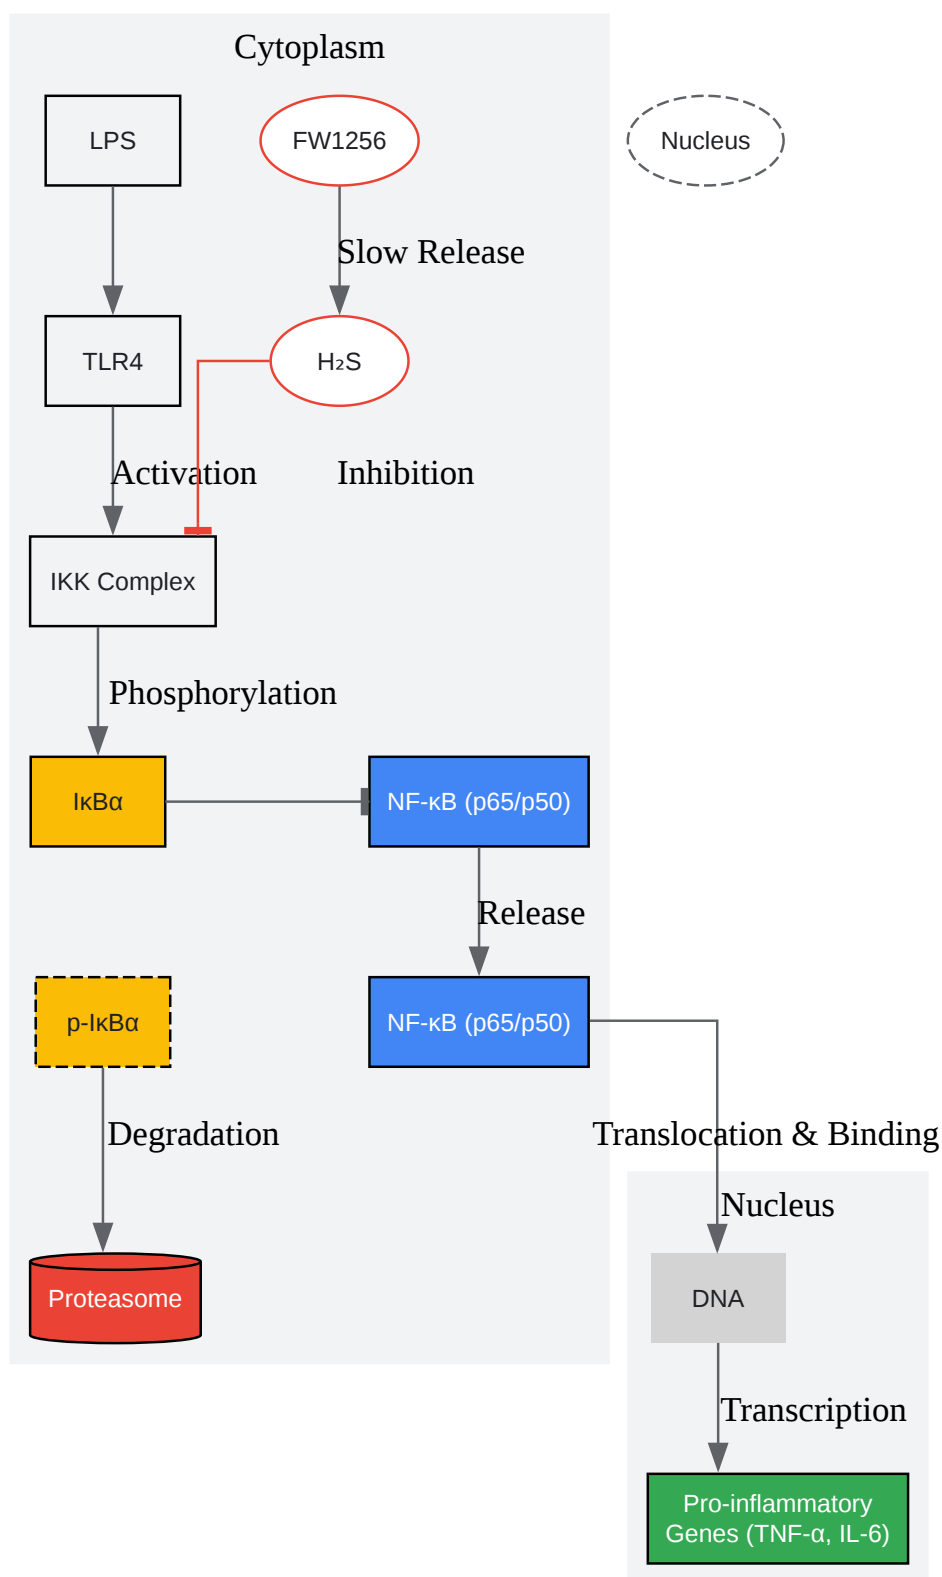 Cytoplasm
LPS
FW1256
Nucleus
Slow Release
TLR4
H₂S
Activation
Inhibition
IKK Complex
Phosphorylation
IκBα
NF-κB (p65/p50)
Release
p-IκBα
NF-κB (p65/p50)
Degradation
Translocation & Binding
Nucleus
Proteasome
DNA
Transcription
Pro-inflammatory
Genes (TNF-α, IL-6)